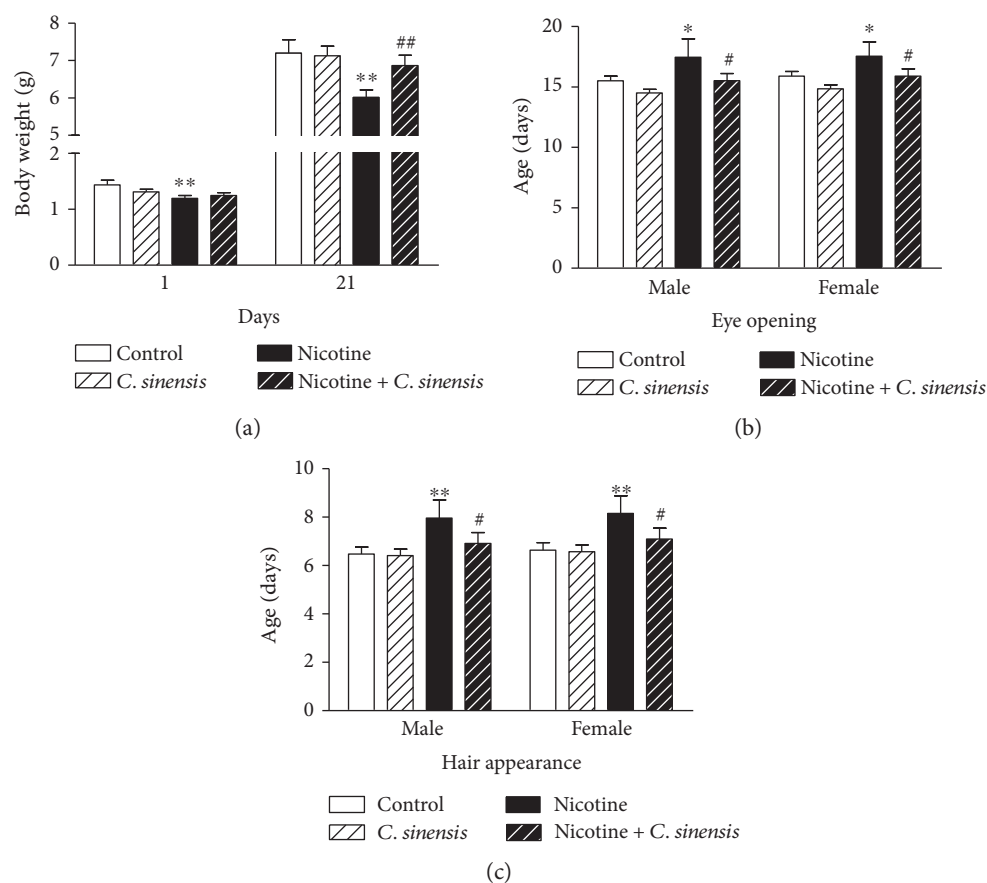 Body weight (g)
8
7
6
5
2
1
0
**
**
##
1
21
Days
Control
Nicotine
C. sinensis
Nicotine + C. sinensis
(a)
Age (days)
20
15
10
5
0
*
#
*
#
Male
Female
Eye opening
Control
Nicotine
C. sinensis
Nicotine + C. sinensis
(b)
Age (days)
10
8
6
4
2
0
**
#
**
#
Male
Female
Hair appearance
Control
Nicotine
C. sinensis
Nicotine + C. sinensis
(c)